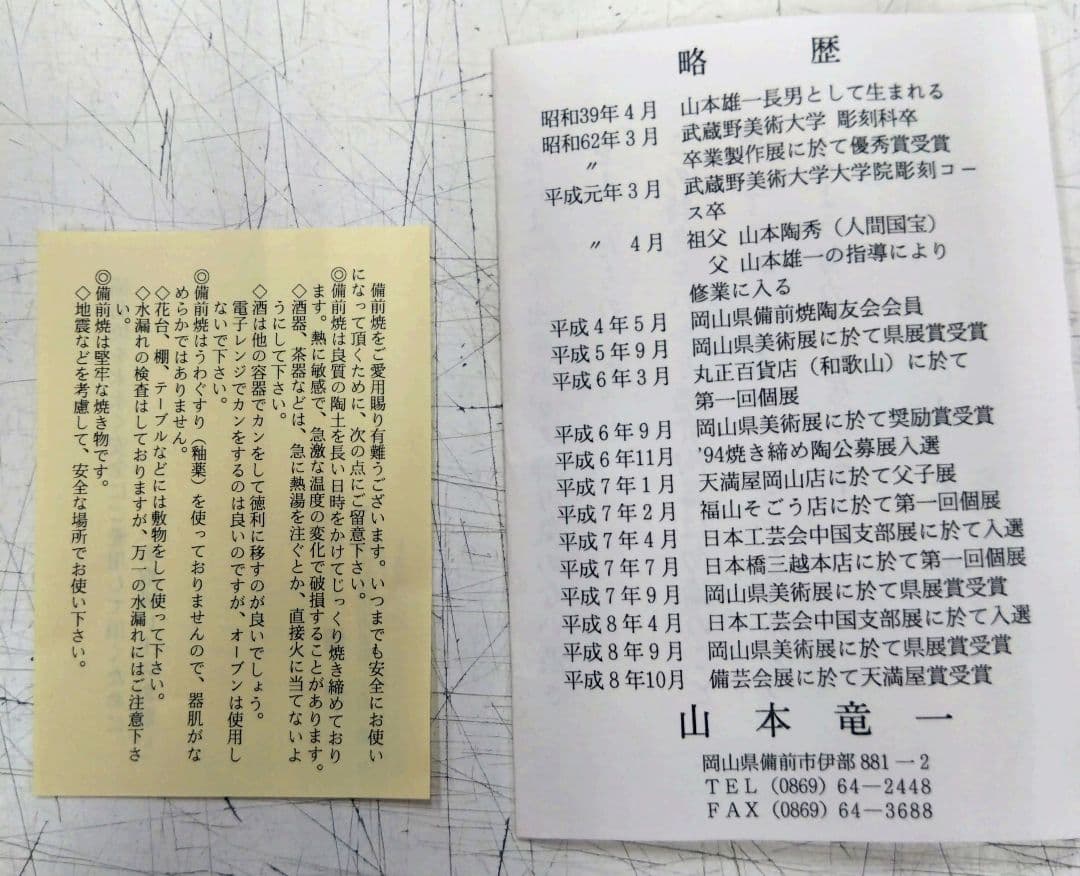 備前焼をご愛用賜り有難うございます。いつまでも安全にお使い
になって頂くために、次の点にご留意下さい。
◎備前焼は良質の陶土を長い日時をかけてじっくり焼き締めており
ます。熱に敏感で、急激な温度の変化で破損することがあります。
◇酒器、茶器などは、急に熱湯を注ぐとか、直接火に当てないよ
うにして下さい。
◇酒は他の容器でカンをして徳利に移すのが良いでしょう。
電子レンジでカンをするのは良いのですが、オーブンは使用し
ないで下さい。
◎備前焼はうわぐすり（釉薬）を使っておりませんので、器肌がな
めらかではありません。
◇花台、棚、テーブルなどには敷物をして使って下さい。
◇水漏れの検査はしておりますが、万一の水漏れにはご注意下さ
い。
◎備前焼は堅牢な焼き物です。
◇地震などを考慮して、安全な場所でお使い下さい。
略歴
昭和39年4月 山本雄一長男として生まれる
昭和62年3月 武蔵野美術大学 彫刻科卒
〃 卒業製作展に於て優秀賞受賞
平成元年3月 武蔵野美術大学大学院彫刻コー
ス卒
〃 4月 祖父 山本陶秀（人間国宝）
父 山本雄一の指導により
修業に入る
平成4年5月 岡山県備前焼陶友会会員
平成5年9月 岡山県美術展に於て県展賞受賞
平成6年3月 丸正百貨店（和歌山）に於て
第一回個展
平成6年9月 岡山県美術展に於て奨励賞受賞
平成6年11月 '94焼き締め陶公募展入選
平成7年1月 天満屋岡山店に於て父子展
平成7年2月 福山そごう店に於て第一回個展
平成7年4月 日本工芸会中国支部展に於て入選
平成7年7月 日本橋三越本店に於て第一回個展
平成7年9月 岡山県美術展に於て県展賞受賞
平成8年4月 日本工芸会中国支部展に於て入選
平成8年9月 岡山県美術展に於て県展賞受賞
平成8年10月 備芸会展に於て天満屋賞受賞
山本竜一
岡山県備前市伊部881－2
TEL (0869) 64－2448
FAX (0869) 64－3688